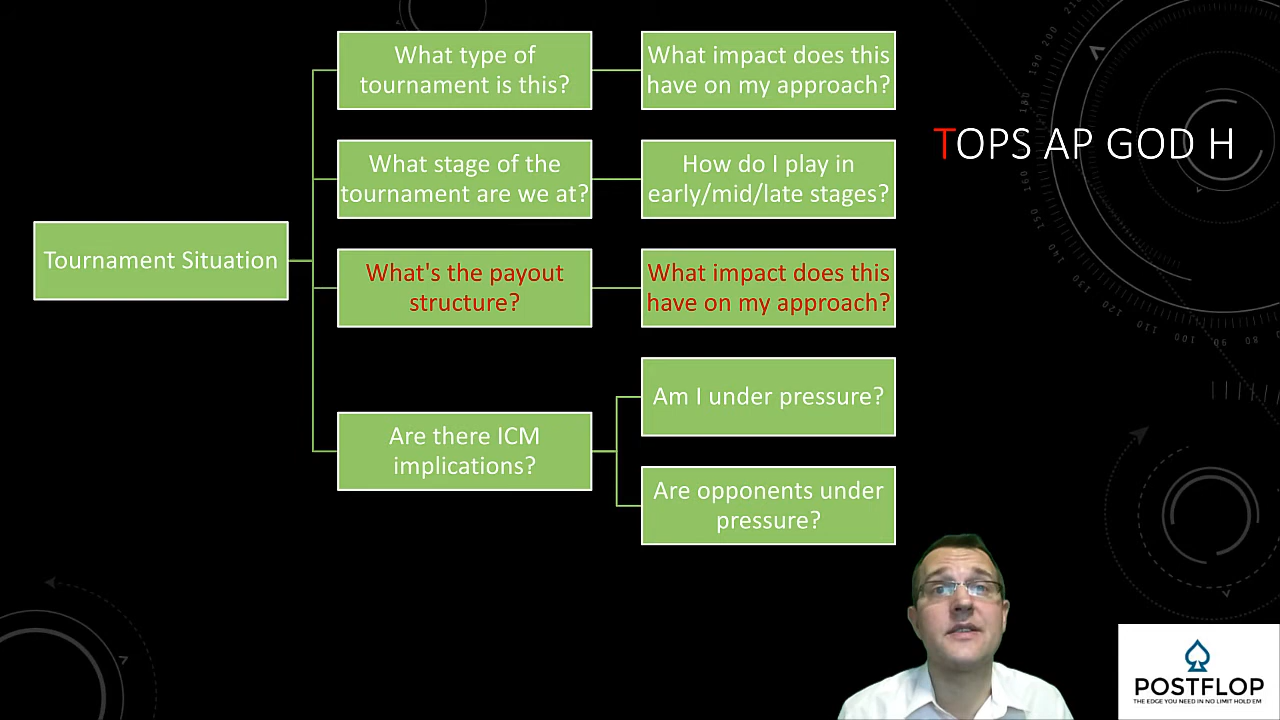 What type of
tournament is this?
What impact does this
have on my approach?
TOPS AP GOD H
What stage of the
tournament are we at?
How do I play in
early/mid/late stages?
Tournament Situation
What's the payout
structure?
What impact does this
have on my approach?
Are there ICM
implications?
Am I under pressure?
Are opponents under
pressure?
POSTFLOP
THE EDGE YOU NEED IN NO LIMIT HOLD EM